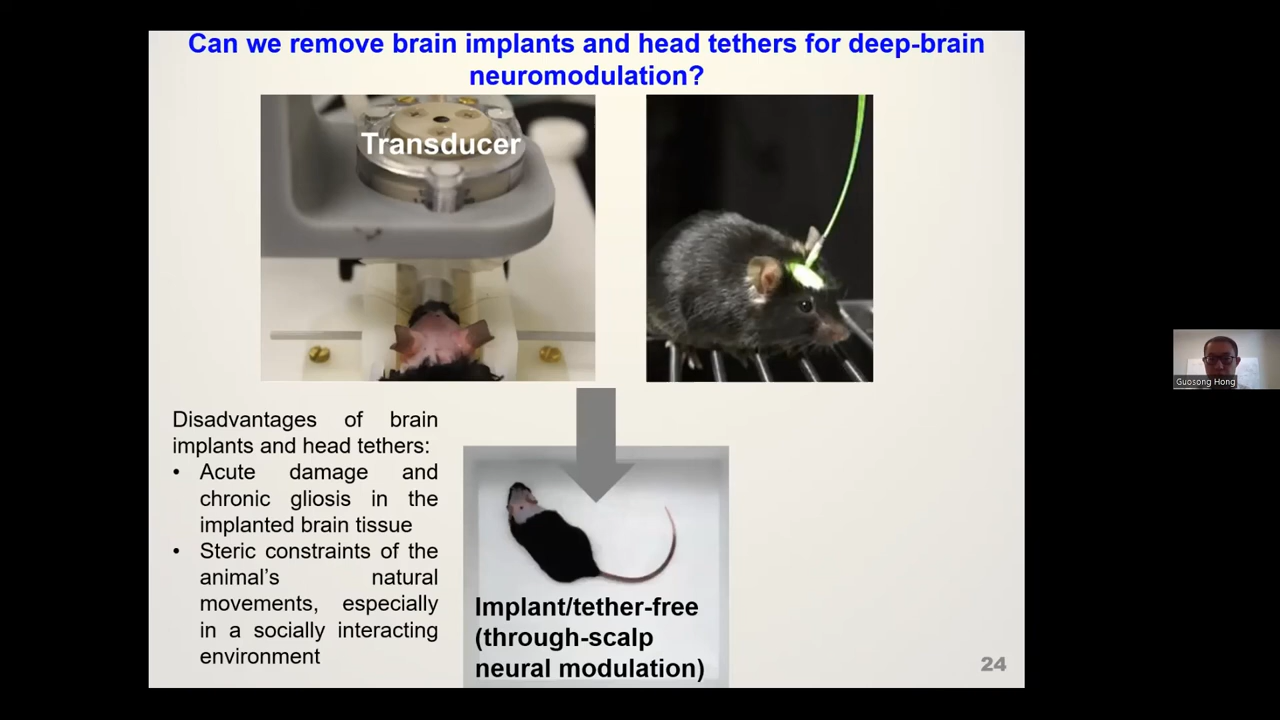 Can we remove brain implants and head tethers for deep-brain
neuromodulation?
Transducer
Disadvantages of brain
implants and head tethers:
• Acute damage and
chronic gliosis in the
implanted brain tissue
• Steric constraints of the
animal's natural
movements, especially
in a socially interacting
environment
Implant/tether-free
(through-scalp
neural modulation)
24
Guosong Hong